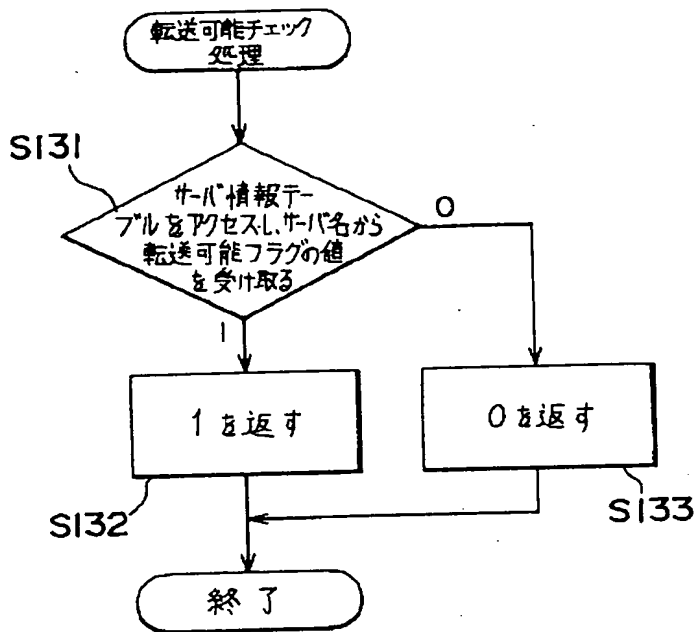 転送可能チェック
処理
S131
サーバ情報テー
ブルをアクセスし、サーバ名から
転送可能フラグの値
を受け取る
0
1
1を返す
0を返す
S132
S133
終了